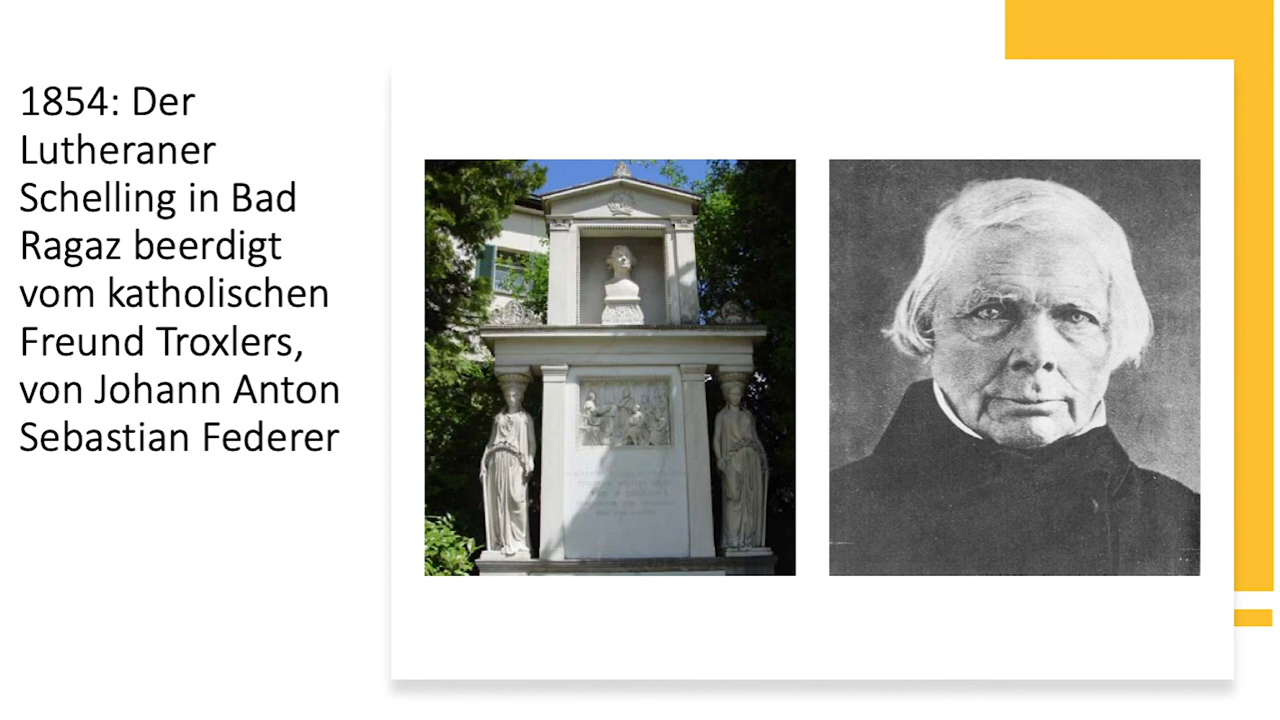 1854: Der
Lutheraner
Schelling in Bad
Ragaz beerdigt
vom katholischen
Freund Troxlers,
von Johann Anton
Sebastian Federer